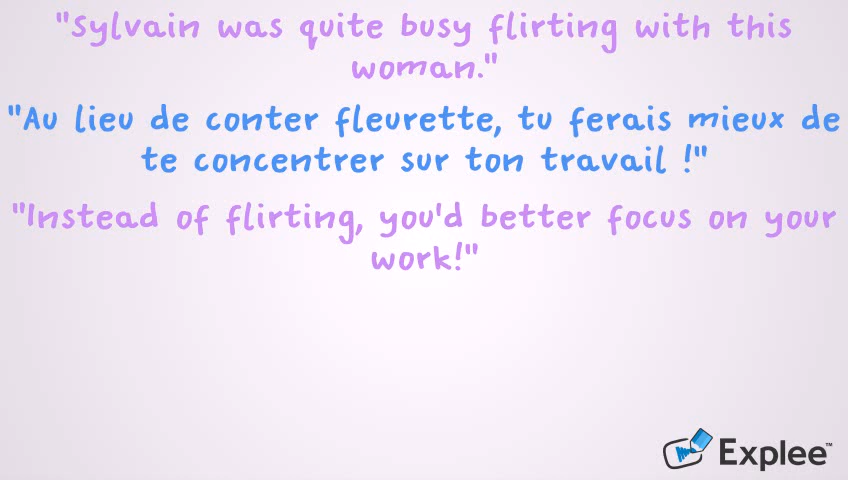 "Sylvain was quite busy flirting with this
woman."
"Au lieu de conter fleurette, tu ferais mieux de
te concentrer sur ton travail !"
"Instead of flirting, you'd better focus on your
work!"
Explee™